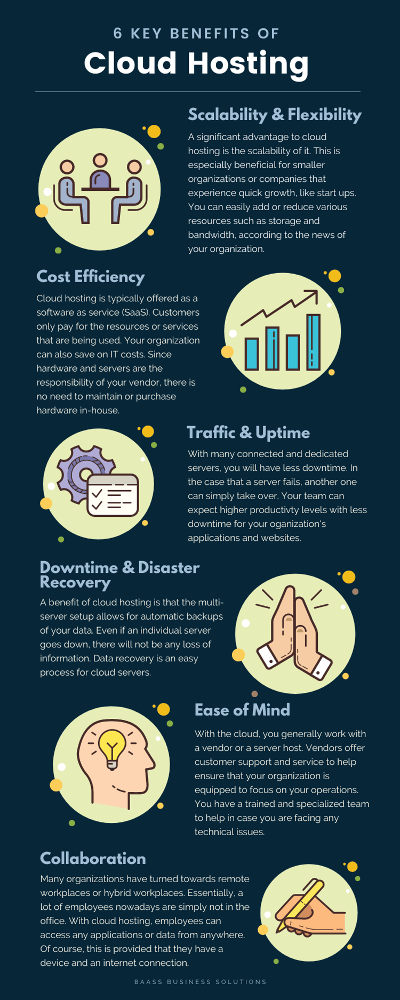 6 KEY BENEFITS OF
Cloud Hosting
Scalability & Flexibility
A significant advantage to cloud
hosting is the scalability of it. This is
especially beneficial for smaller
organizations or companies that
experience quick growth, like start ups.
You can easily add or reduce various
resources such as storage and
bandwidth, according to the news of
your organization.
Cost Efficiency
Cloud hosting is typically offered as a
software as service (SaaS). Customers
only pay for the resources or services
that are being used. Your organization
can also save on IT costs. Since
hardware and servers are the
responsibility of your vendor, there is
no need to maintain or purchase
hardware in-house.
Traffic & Uptime
With many connected and dedicated
servers, you will have less downtime. In
the case that a server fails, another one
can simply take over. Your team can
expect higher productivty levels with less
downtime for your oganization's
applications and websites.
Downtime & Disaster
Recovery
A benefit of cloud hosting is that the multi-
server setup allows for automatic backups
of your data. Even if an individual server
goes down, there will not be any loss of
information. Data recovery is an easy
process for cloud servers.
Ease of Mind
With the cloud, you generally work with
a vendor or a server host. Vendors offer
customer support and service to help
ensure that your organization is
equipped to focus on your operations.
You have a trained and specialized team
to help in case you are facing any
technical issues.
Collaboration
Many organizations have turned towards remote
workplaces or hybrid workplaces. Essentially, a
lot of employees nowadays are simply not in the
office. With cloud hosting, employees can
access any applications or data from anywhere.
Of course, this is provided that they have a
device and an internet connection.
BAASS BUSINESS SOLUTIONS